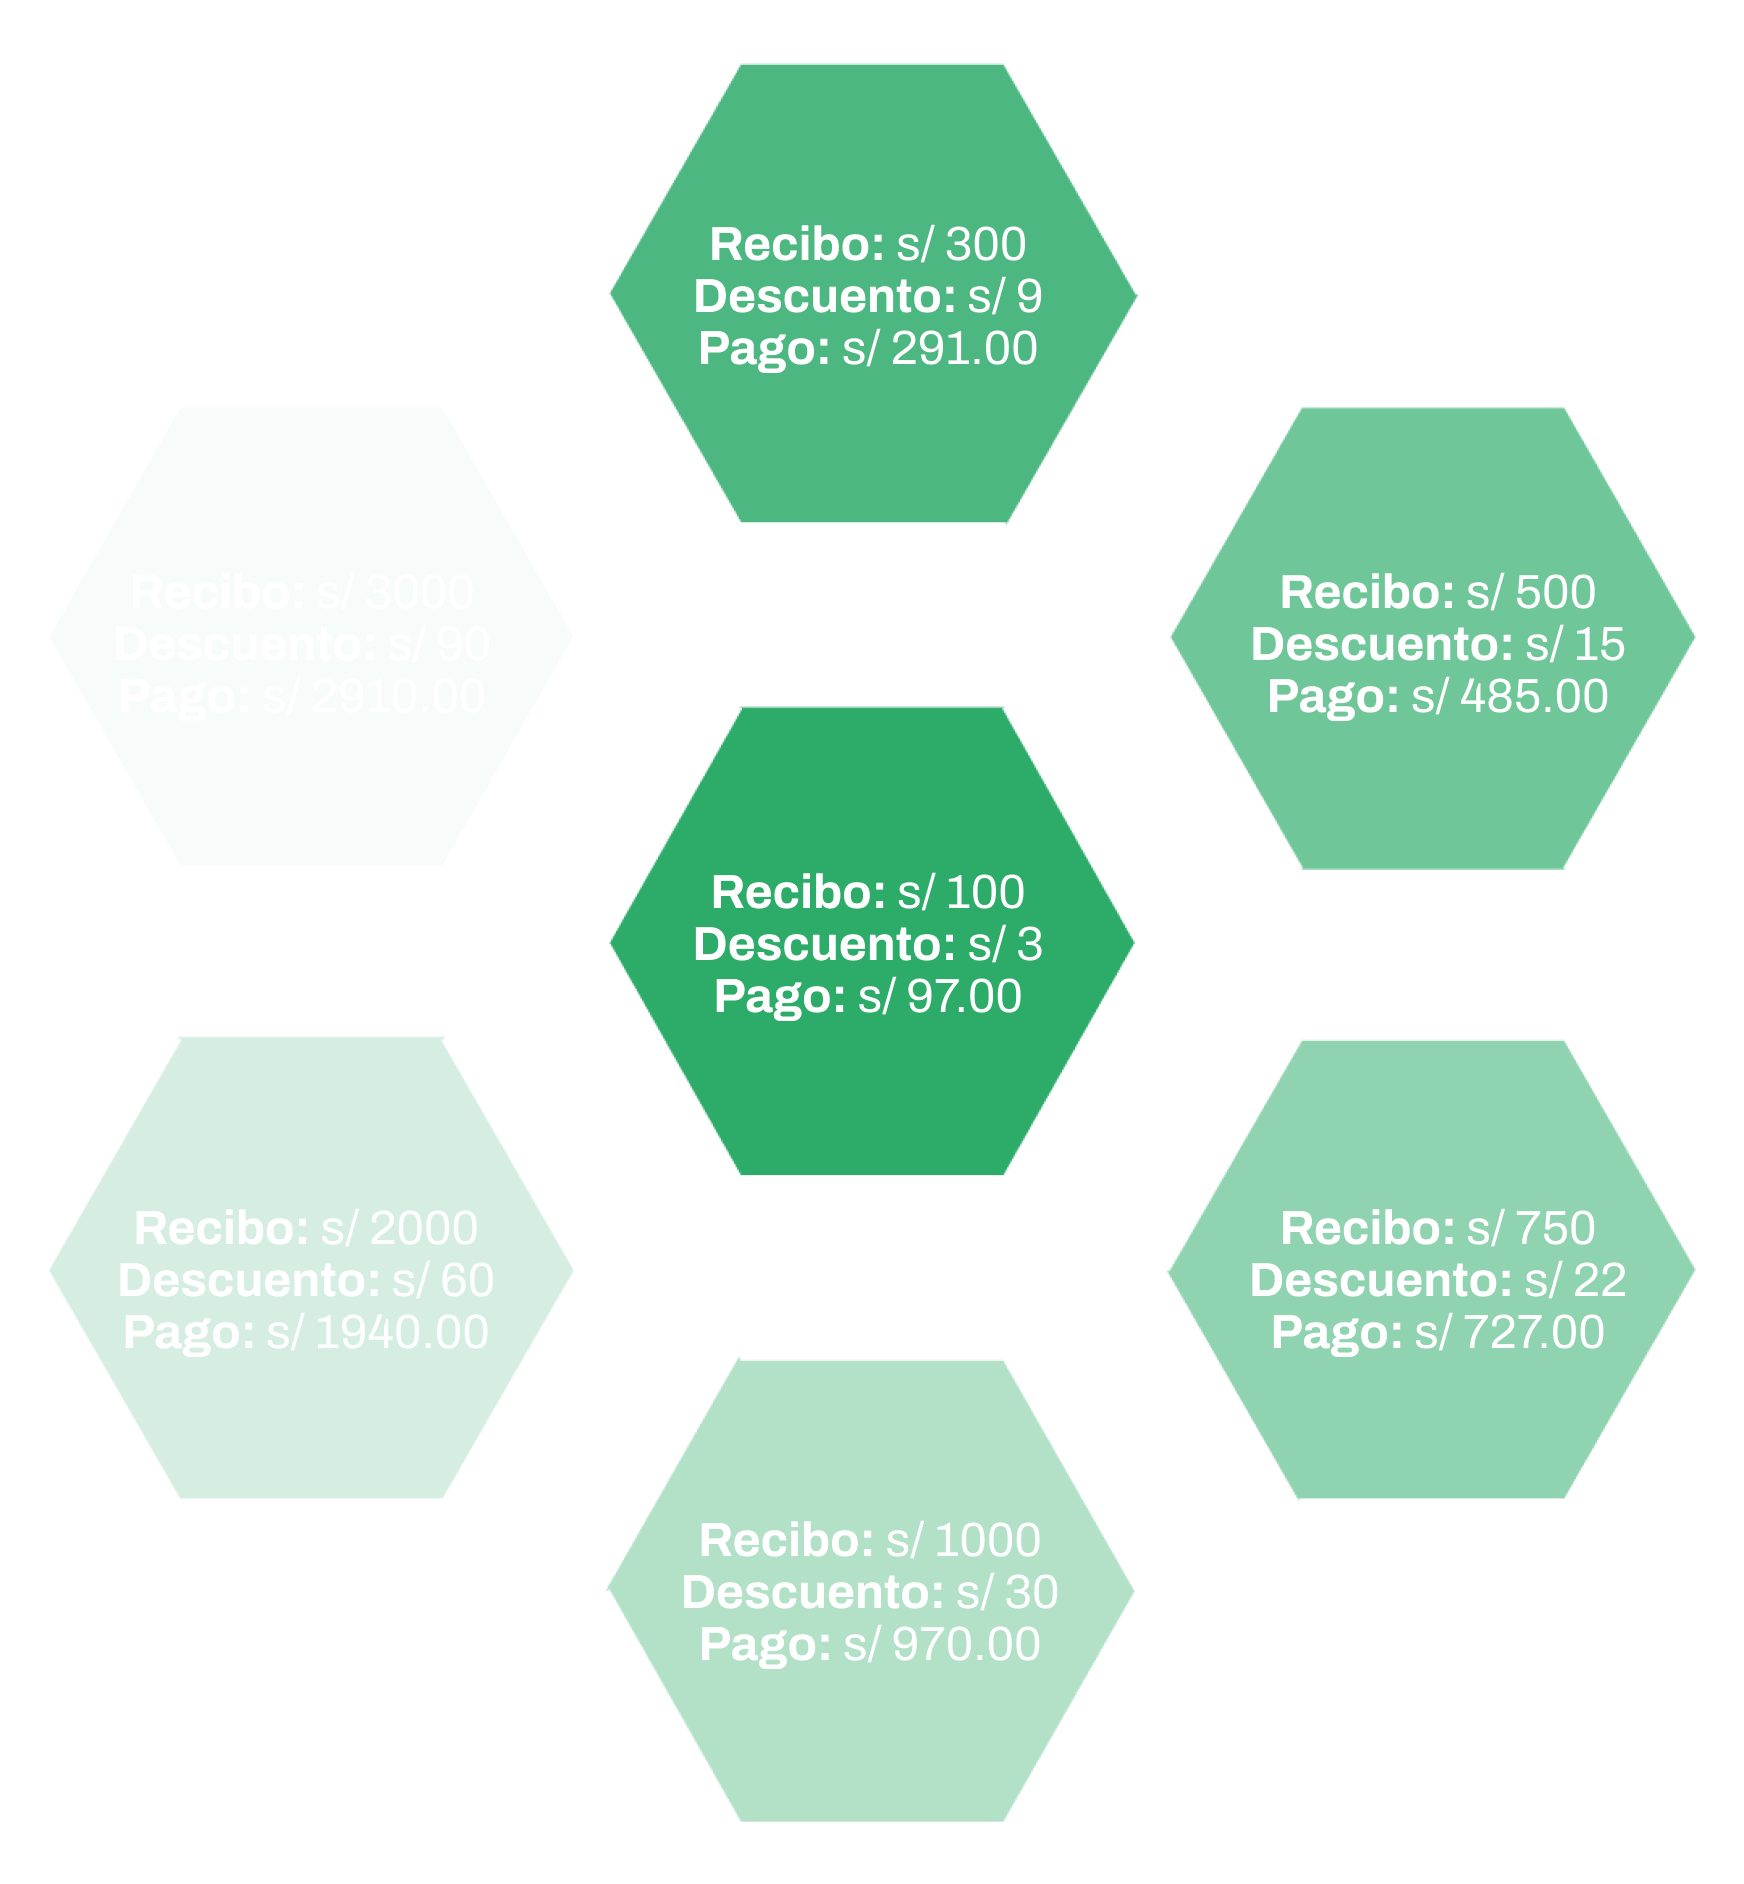 Recibo: s/ 300
Descuento: s/ 9
Pago: s/ 291.00
Recibo: s/ 3000
Descuento: s/ 90
Pago: s/ 2910.00
Recibo: s/ 500
Descuento: s/ 15
Pago: s/ 485.00
Recibo: s/ 100
Descuento: s/ 3
Pago: s/ 97.00
Recibo: s/ 2000
Descuento: s/ 60
Pago: s/ 1940.00
Recibo: s/ 750
Descuento: s/ 22
Pago: s/ 727.00
Recibo: s/ 1000
Descuento: s/ 30
Pago: s/ 970.00